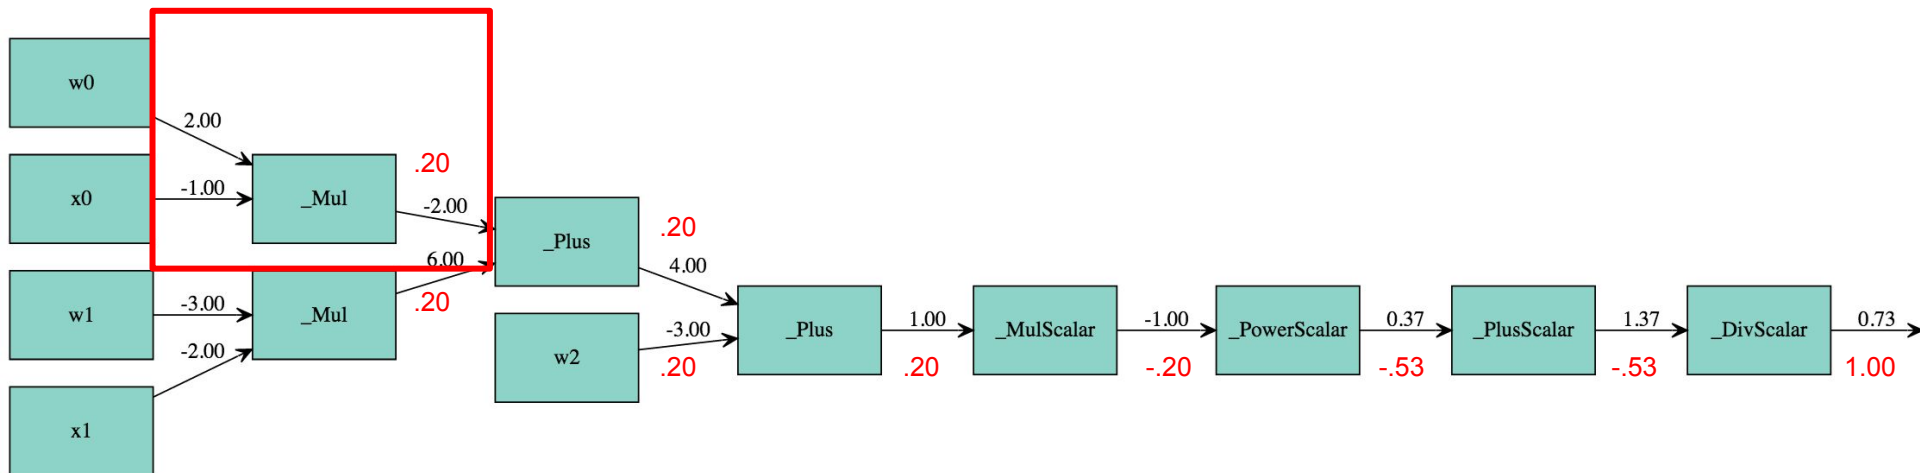 w0
2.00
x0
-1.00
_Mul
.20
-2.00
w1
-3.00
-2.00
_Mul
6.00
.20
x1
_Plus
.20
4.00
w2
-3.00
.20
_Plus
1.00
.20
_MulScalar
-1.00
-.20
_PowerScalar
0.37
-.53
_PlusScalar
1.37
-.53
_DivScalar
0.73
1.00